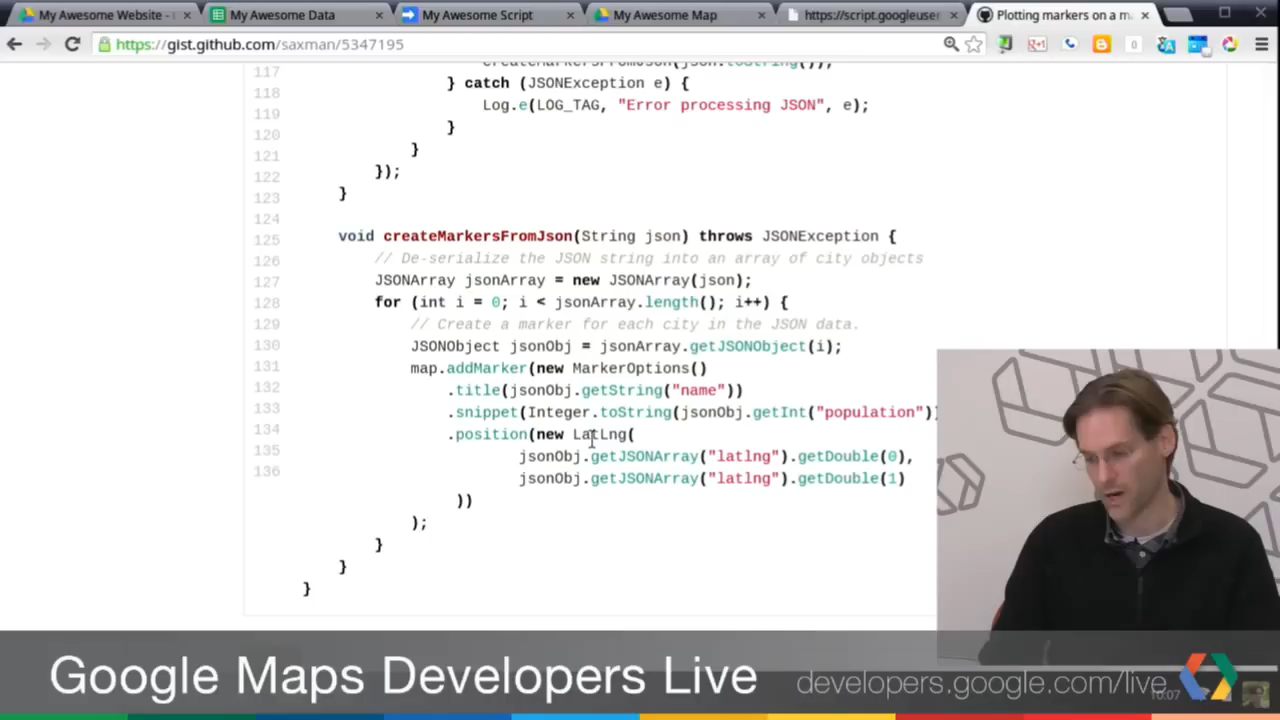 My Awesome Website -
My Awesome Data
My Awesome Script
My Awesome Map
https://script.googleuser
Plotting markers on a m
https://gist.github.com/saxman/5347195
117 createMarkersFromJson(json.toString());
118 } catch (JSONException e) {
119 Log.e(LOG_TAG, "Error processing JSON", e);
120 }
121 }
122 });
123 }
124
125 void createMarkersFromJson(String json) throws JSONException {
126 // De-serialize the JSON string into an array of city objects
127 JSONArray jsonArray = new JSONArray(json);
128 for (int i = 0; i < jsonArray.length(); i++) {
129 // Create a marker for each city in the JSON data.
130 JSONObject jsonObj = jsonArray.getJSONObject(i);
131 map.addMarker(new MarkerOptions()
132 .title(jsonObj.getString("name"))
133 .snippet(Integer.toString(jsonObj.getInt("population"))
134 .position(new LatLng(
135 jsonObj.getJSONArray("latlng").getDouble(0),
136 jsonObj.getJSONArray("latlng").getDouble(1)
))
);
}
}
}
Google Maps Developers Live
developers.google.com/live
10:07